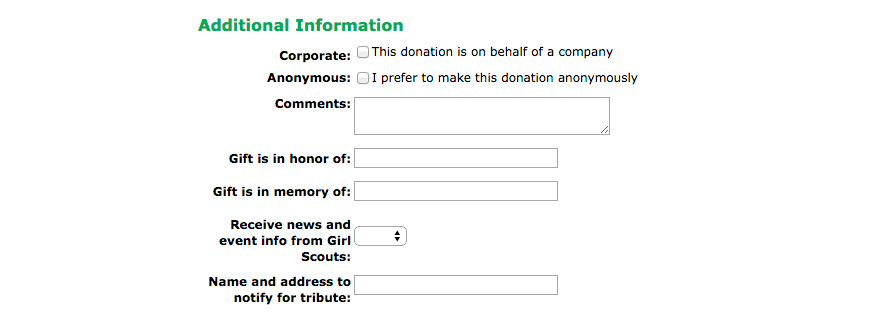 Additional Information
Corporate: This donation is on behalf of a company
Anonymous: I prefer to make this donation anonymously
Comments:
Gift is in honor of:
Gift is in memory of:
Receive news and
event info from Girl
Scouts:
Name and address to
notify for tribute: